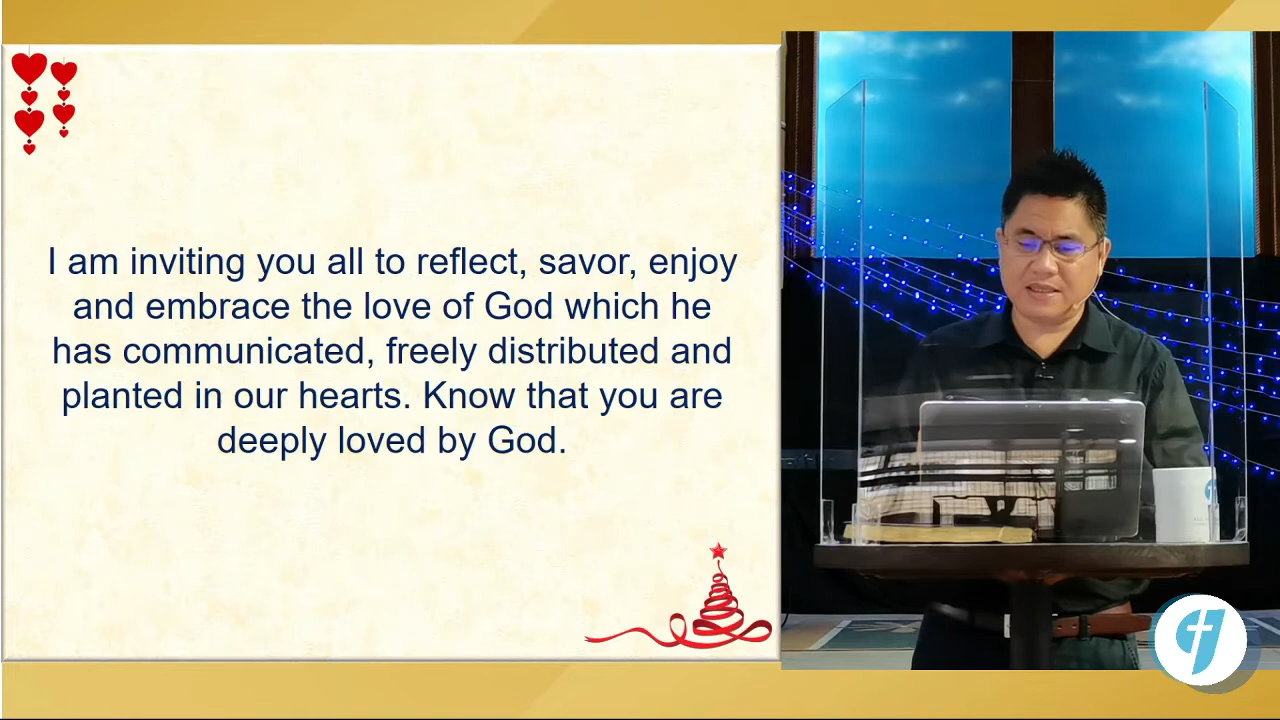 I am inviting you all to reflect, savor, enjoy
and embrace the love of God which he
has communicated, freely distributed and
planted in our hearts. Know that you are
deeply loved by God.